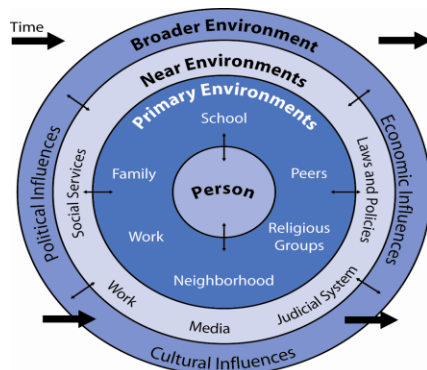 Time
Broader Environment
Near Environments
Primary Environments
School
Family
Peers
Person
Work
Religious
Groups
Neighborhood
Social Services
Laws and Policies
Work
Media
Judicial System
Political Influences
Economic Influences
Cultural Influences